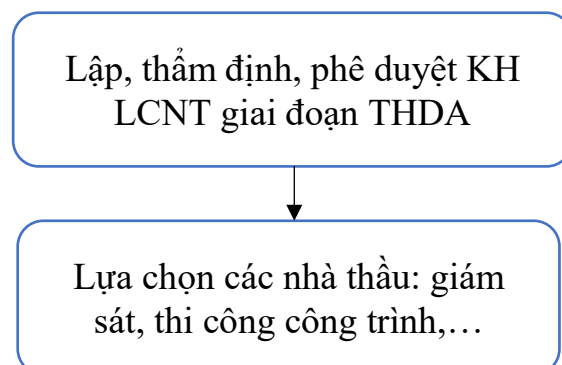 Lập, thẩm định, phê duyệt KH
LCNT giai đoạn THDA
Lựa chọn các nhà thầu: giám
sát, thi công công trình,…